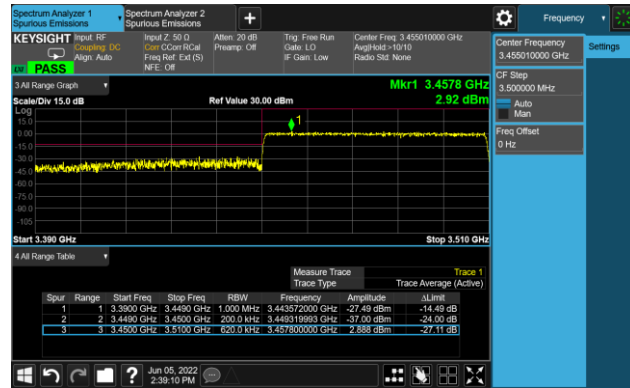 Spectrum Analyzer 1
Spurious Emissions
Spectrum Analyzer 2
Spurious Emissions
+
Frequency
KEYSIGHT
Input: RF
Coupling: DC
Align: Auto
Input Z: 50 Ω
Corr CCorr RCal
Freq Ref: Ext (S)
NFE: Off
Atten: 20 dB
Preamp: Off
Trig: Free Run
Gate: LO
IF Gain: Low
Center Freq: 3.455010000 GHz
Avg|Hold:>10/10
Radio Std: None
PASS
Center Frequency
3.455010000 GHz
Settings
CF Step
3.500000 MHz
Auto
Man
Freq Offset
0 Hz
3 All Range Graph
Mkr1 3.4578 GHz
Scale/Div 15.0 dB
Ref Value 30.00 dBm
2.92 dBm
Log
15.0
0.00
-15.0
-30.0
-45.0
-60.0
-75.0
-90.0
-105
1
Start 3.390 GHz
Stop 3.510 GHz
4 All Range Table
Measure Trace Trace 1
Trace Type Trace Average (Active)
Spur Range Start Freq Stop Freq RBW Frequency Amplitude ΔLimit
1 1 3.3900 GHz 3.4490 GHz 1.000 MHz 3.443572000 GHz -27.49 dBm -14.49 dB
2 2 3.4490 GHz 3.4500 GHz 200.0 kHz 3.449319993 GHz -37.00 dBm -24.00 dB
3 3 3.4500 GHz 3.5100 GHz 620.0 kHz 3.457800000 GHz 2.888 dBm -27.11 dB
?
Jun 05, 2022
2:39:10 PM